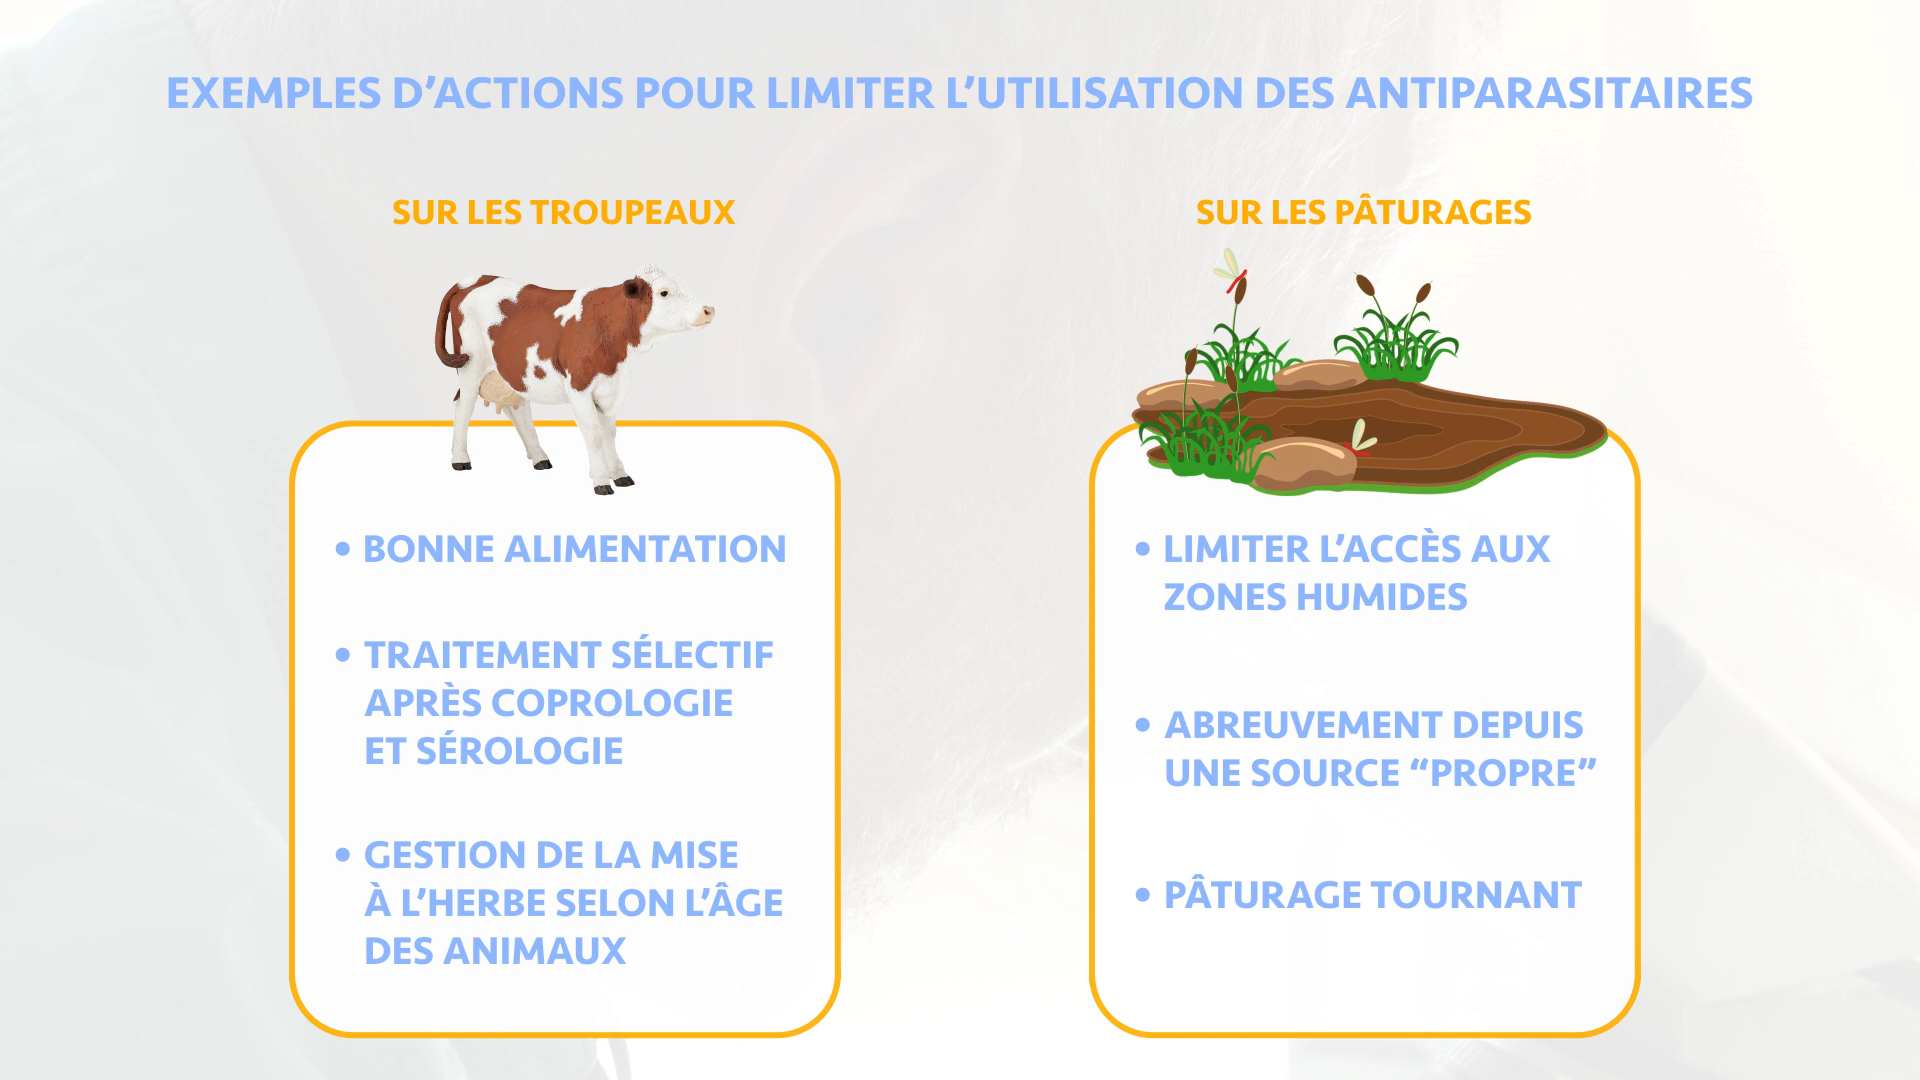 EXEMPLES D’ACTIONS POUR LIMITER L’UTILISATION DES ANTIPARASITAIRES
SUR LES TROUPEAUX
• BONNE ALIMENTATION
• TRAITEMENT SÉLECTIF
APRÈS COPROLOGIE
ET SÉROLOGIE
• GESTION DE LA MISE
À L’HERBE SELON L’ÂGE
DES ANIMAUX
SUR LES PÂTURAGES
• LIMITER L’ACCÈS AUX
ZONES HUMIDES
• ABREUVEMENT DEPUIS
UNE SOURCE “PROPRE”
• PÂTURAGE TOURNANT